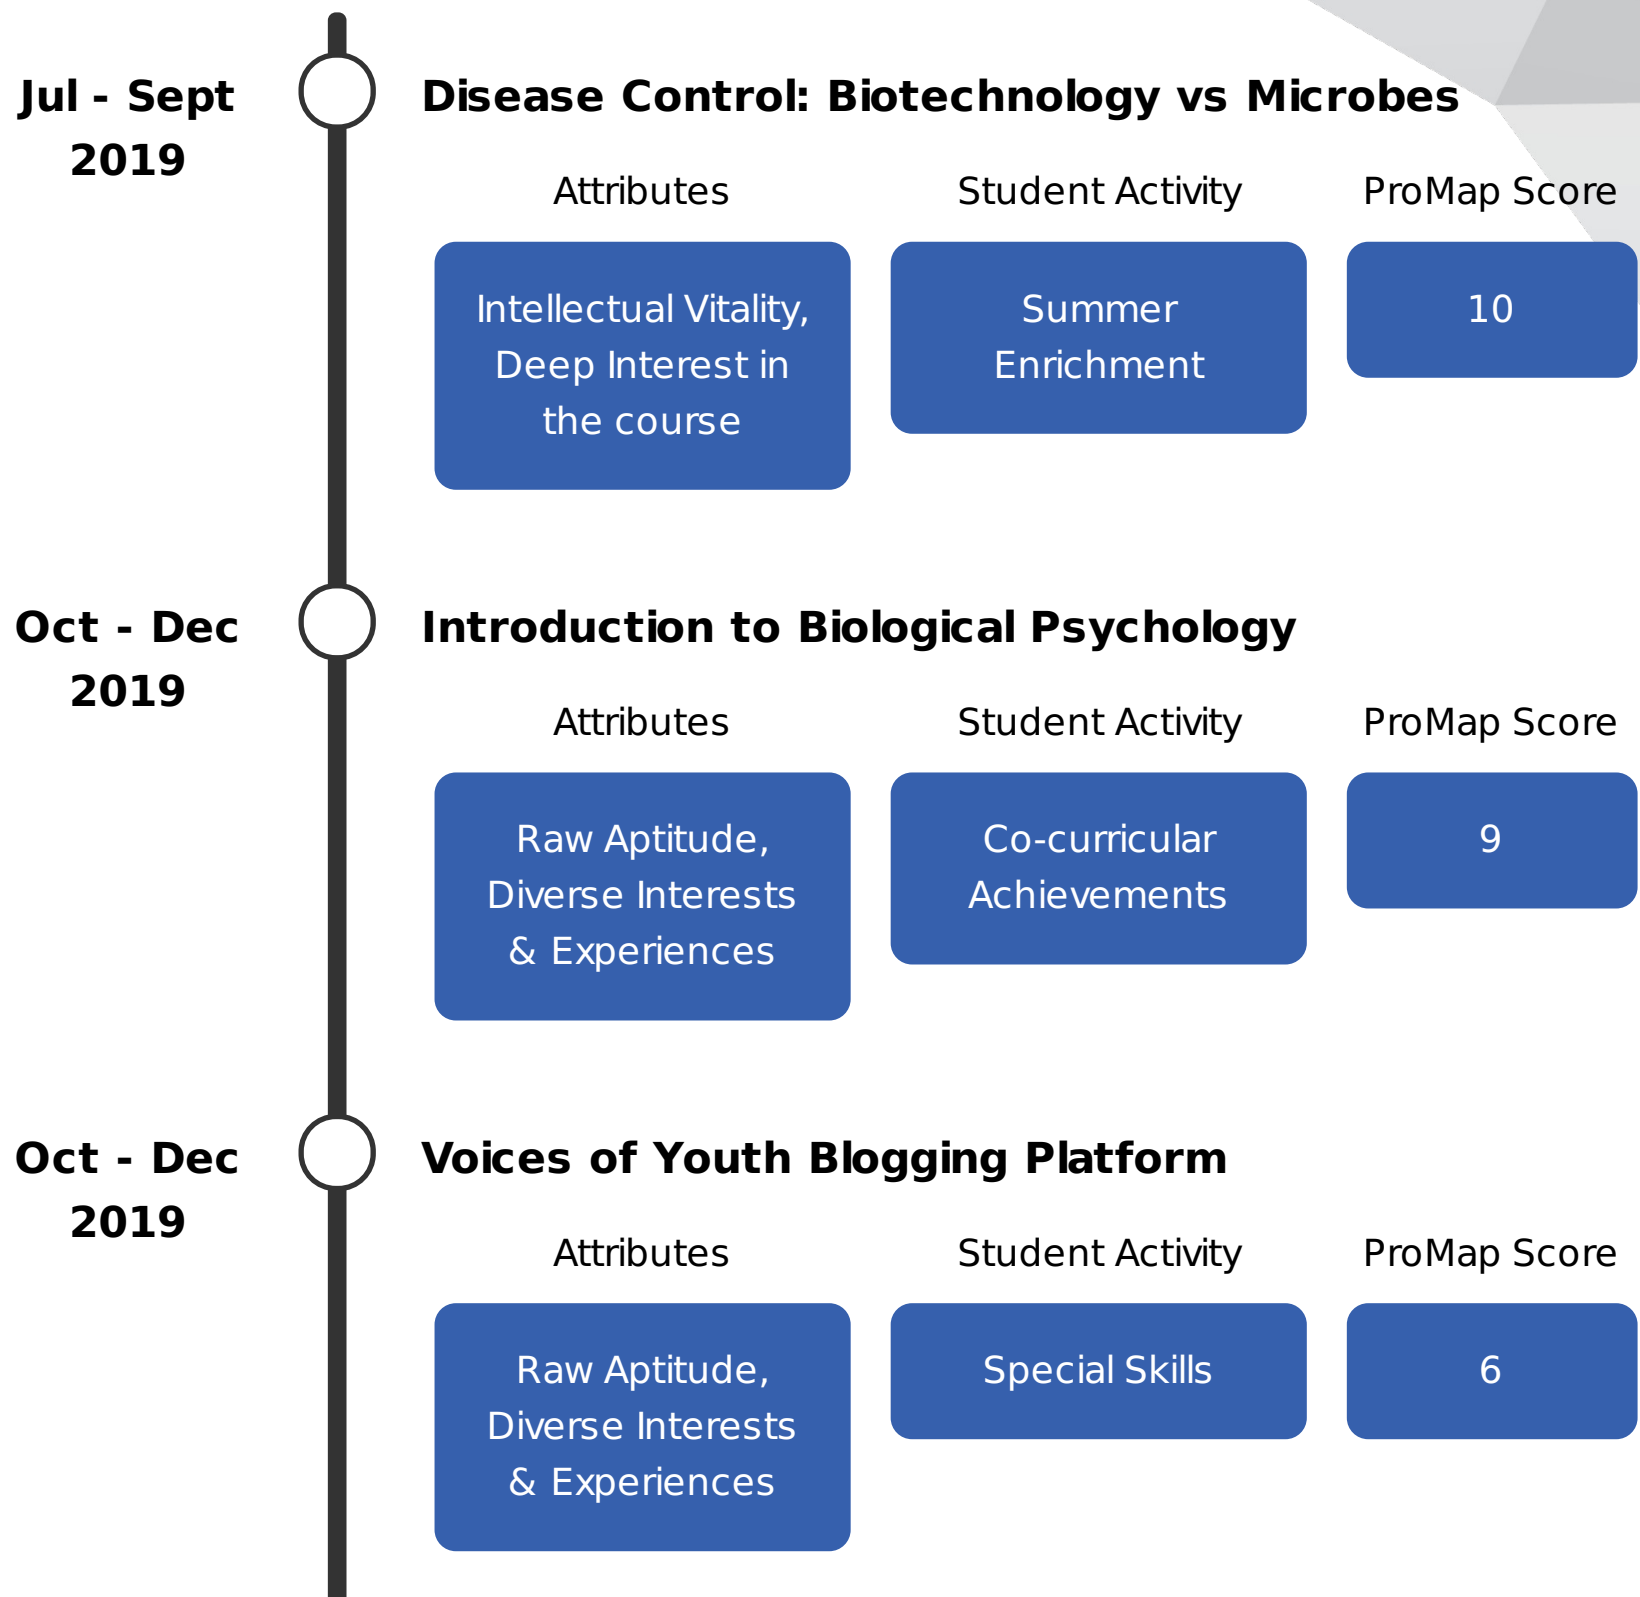 Jul - Sept
2019
Disease Control: Biotechnology vs Microbes
Attributes
Student Activity
ProMap Score
Intellectual Vitality,
Deep Interest in
the course
Summer
Enrichment
10
Oct - Dec
2019
Introduction to Biological Psychology
Attributes
Student Activity
ProMap Score
Raw Aptitude,
Diverse Interests
& Experiences
Co-curricular
Achievements
9
Oct - Dec
2019
Voices of Youth Blogging Platform
Attributes
Student Activity
ProMap Score
Raw Aptitude,
Diverse Interests
& Experiences
Special Skills
6